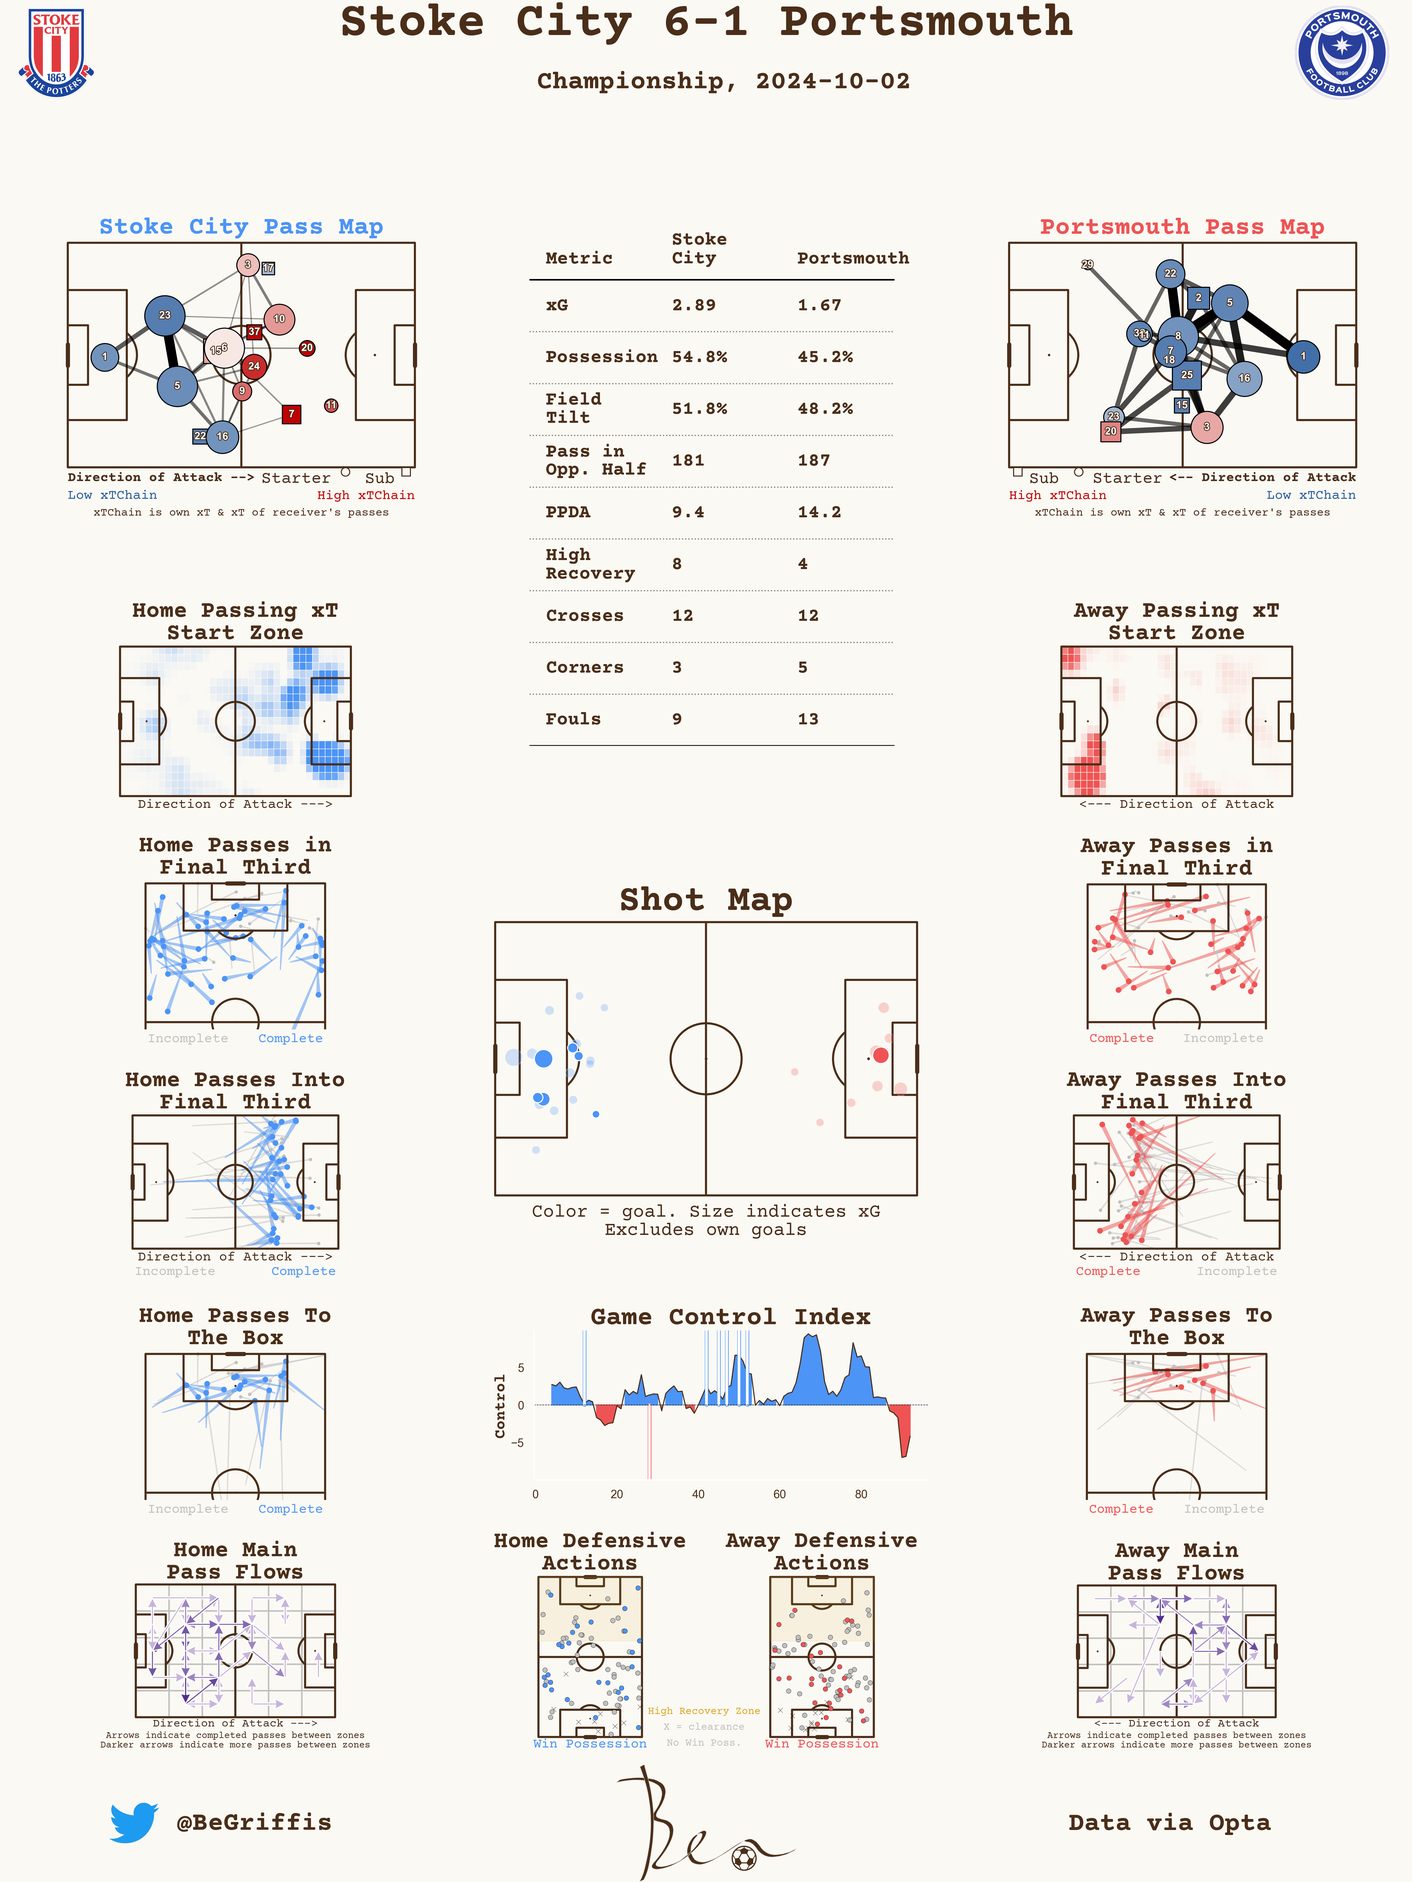 Stoke City 6-1 Portsmouth
Championship, 2024-10-02
STOKE
CITY
1863
THE POTTERS
PORTSMOUTH
1898
FOOTBALL CLUB
Stoke City Pass Map
3
17
23
10
37
15
6
20
1
24
5
9
11
7
22
16
Direction of Attack --> Starter Sub
Low xTChain High xTChain
xTChain is own xT & xT of receiver's passes
Metric Stoke City Portsmouth
xG 2.89 1.67
Possession 54.8% 45.2%
Field Tilt 51.8% 48.2%
Pass in Opp. Half 181 187
PPDA 9.4 14.2
High Recovery 8 4
Crosses 12 12
Corners 3 5
Fouls 9 13
Portsmouth Pass Map
29
22
2
5
8
11
7
18
1
25
16
15
23
20
3
Sub Starter <-- Direction of Attack
High xTChain Low xTChain
xTChain is own xT & xT of receiver's passes
Home Passing xT
Start Zone
Direction of Attack --->
Away Passing xT
Start Zone
<--- Direction of Attack
Home Passes in
Final Third
Incomplete Complete
Away Passes in
Final Third
Complete Incomplete
Shot Map
Color = goal. Size indicates xG
Excludes own goals
Home Passes Into
Final Third
Direction of Attack --->
Incomplete Complete
Away Passes Into
Final Third
<--- Direction of Attack
Complete Incomplete
Home Passes To
The Box
Incomplete Complete
Game Control Index
Control
5
0
−5
0 20 40 60 80
Away Passes To
The Box
Complete Incomplete
Home Main
Pass Flows
Direction of Attack --->
Arrows indicate completed passes between zones
Darker arrows indicate more passes between zones
Home Defensive
Actions
Win Possession
High Recovery Zone
X = clearance
No Win Poss.
Away Defensive
Actions
Win Possession
Away Main
Pass Flows
<--- Direction of Attack
Arrows indicate completed passes between zones
Darker arrows indicate more passes between zones
@BeGriffis
Ben
Data via Opta